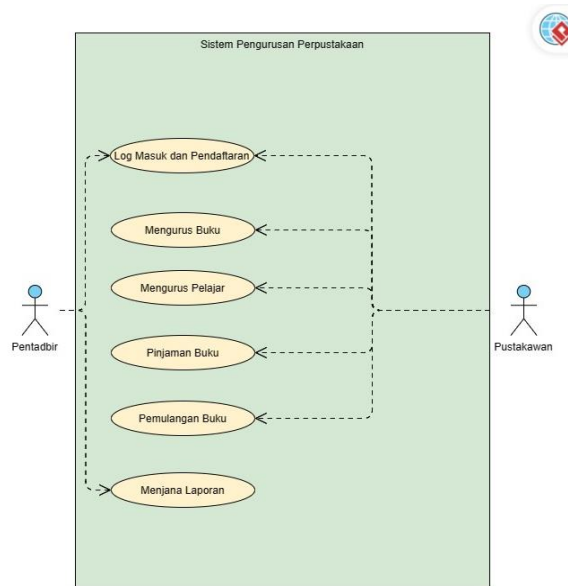 Sistem Pengurusan Perpustakaan
Log Masuk dan Pendaftaran
Mengurus Buku
Mengurus Pelajar
Pentadbir
Pustakawan
Pinjaman Buku
Pemulangan Buku
Menjana Laporan